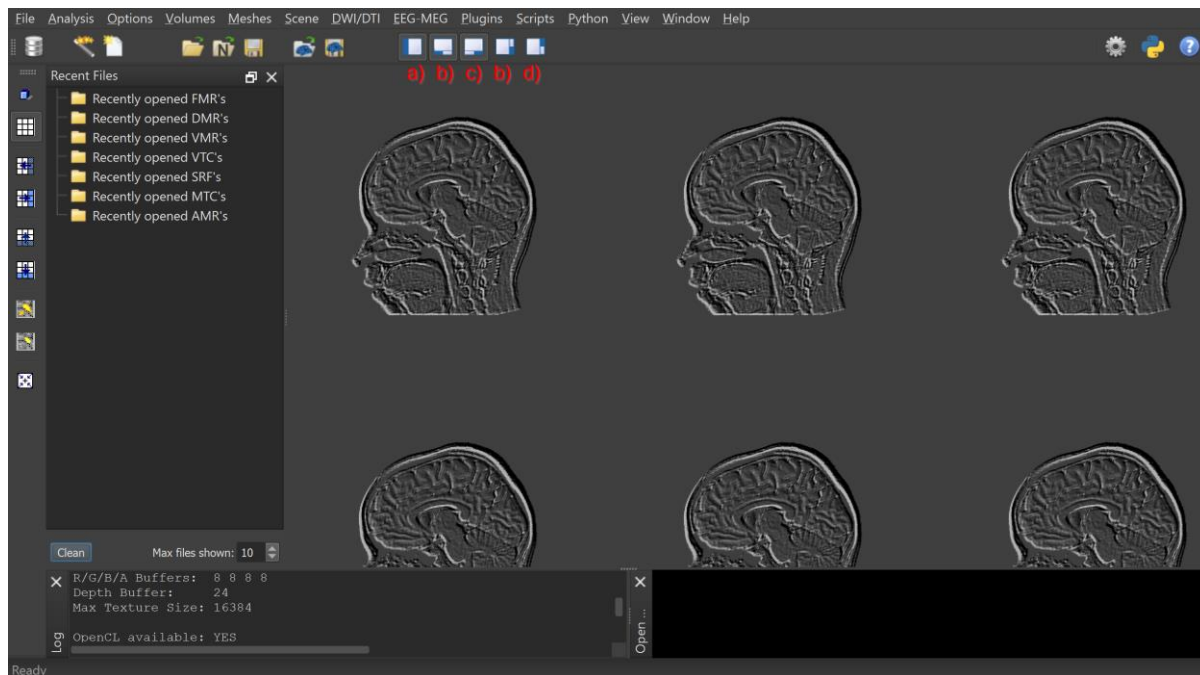 File Analysis Options Volumes Meshes Scene DWI/DTI EEG-MEG Plugins Scripts Python View Window Help
N
?
a) b) c) b) d)
Recent Files
Recently opened FMR's
Recently opened DMR's
Recently opened VMR's
Recently opened VTC's
Recently opened SRF's
Recently opened MTC's
Recently opened AMR's
Clean Max files shown: 10
R/G/B/A Buffers: 8 8 8 8
Depth Buffer: 24
Max Texture Size: 16384
OpenCL available: YES
Log
Open ...
Ready